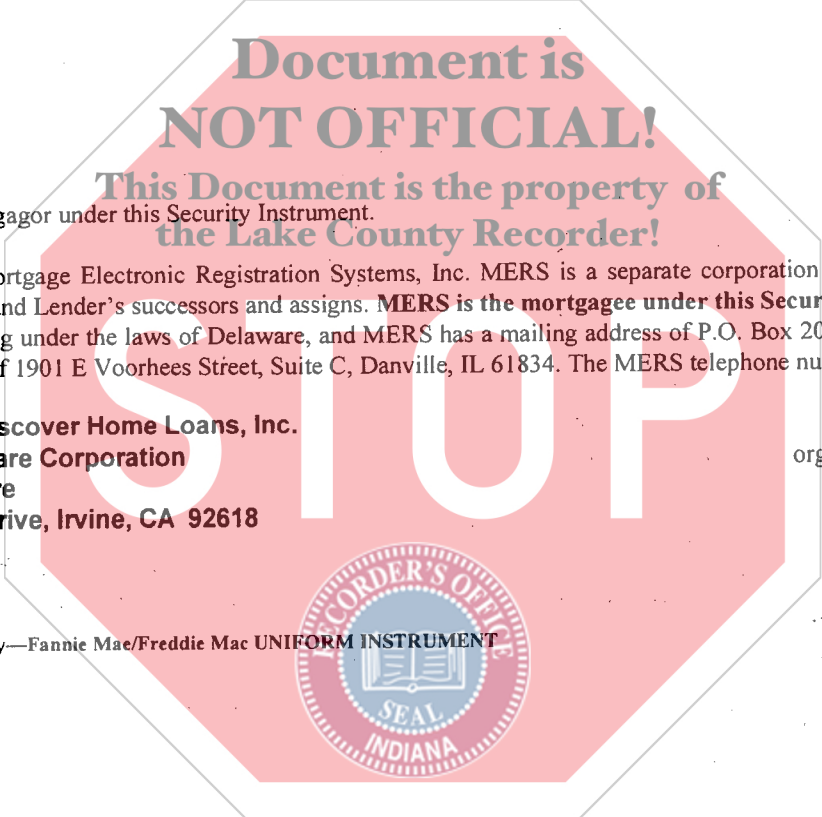 Document is
NOT OFFICIAL!
This Document is the property of
gagor under this Security Instrument.
the Lake County Recorder!
ortgage Electronic Registration Systems, Inc. MERS is a separate corporation
nd Lender's successors and assigns. MERS is the mortgagee under this Secur
g under the laws of Delaware, and MERS has a mailing address of P.O. Box 20
f 1901 E Voorhees Street, Suite C, Danville, IL 61834. The MERS telephone nu
STOP
scover Home Loans, Inc.
are Corporation org
re
rive, Irvine, CA 92618
y—Fannie Mae/Freddie Mac UNIFORM INSTRUMENT
RECORDER'S OFFICE
SEAL
INDIANA